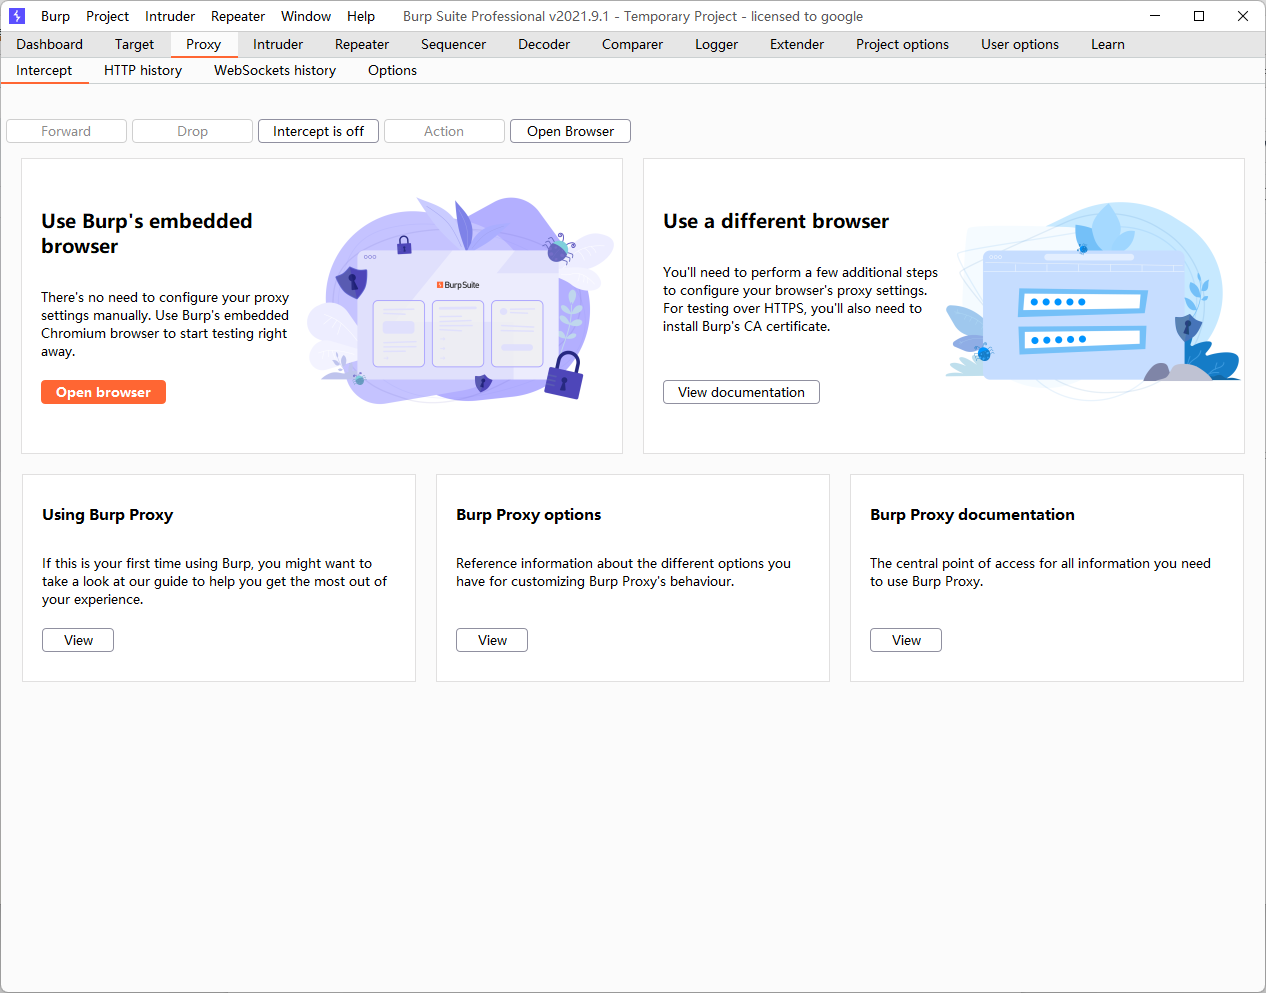 Burp Project Intruder Repeater Window Help Burp Suite Professional v2021.9.1 - Temporary Project - licensed to google
Dashboard Target Proxy Intruder Repeater Sequencer Decoder Comparer Logger Extender Project options User options Learn
Intercept HTTP history WebSockets history Options
Forward Drop Intercept is off Action Open Browser
Use Burp's embedded
browser
There's no need to configure your proxy
settings manually. Use Burp's embedded
Chromium browser to start testing right
away.
Open browser
BurpSuite
Use a different browser
You'll need to perform a few additional steps
to configure your browser's proxy settings.
For testing over HTTPS, you'll also need to
install Burp's CA certificate.
View documentation
Using Burp Proxy
If this is your first time using Burp, you might want to
take a look at our guide to help you get the most out of
your experience.
View
Burp Proxy options
Reference information about the different options you
have for customizing Burp Proxy's behaviour.
View
Burp Proxy documentation
The central point of access for all information you need
to use Burp Proxy.
View